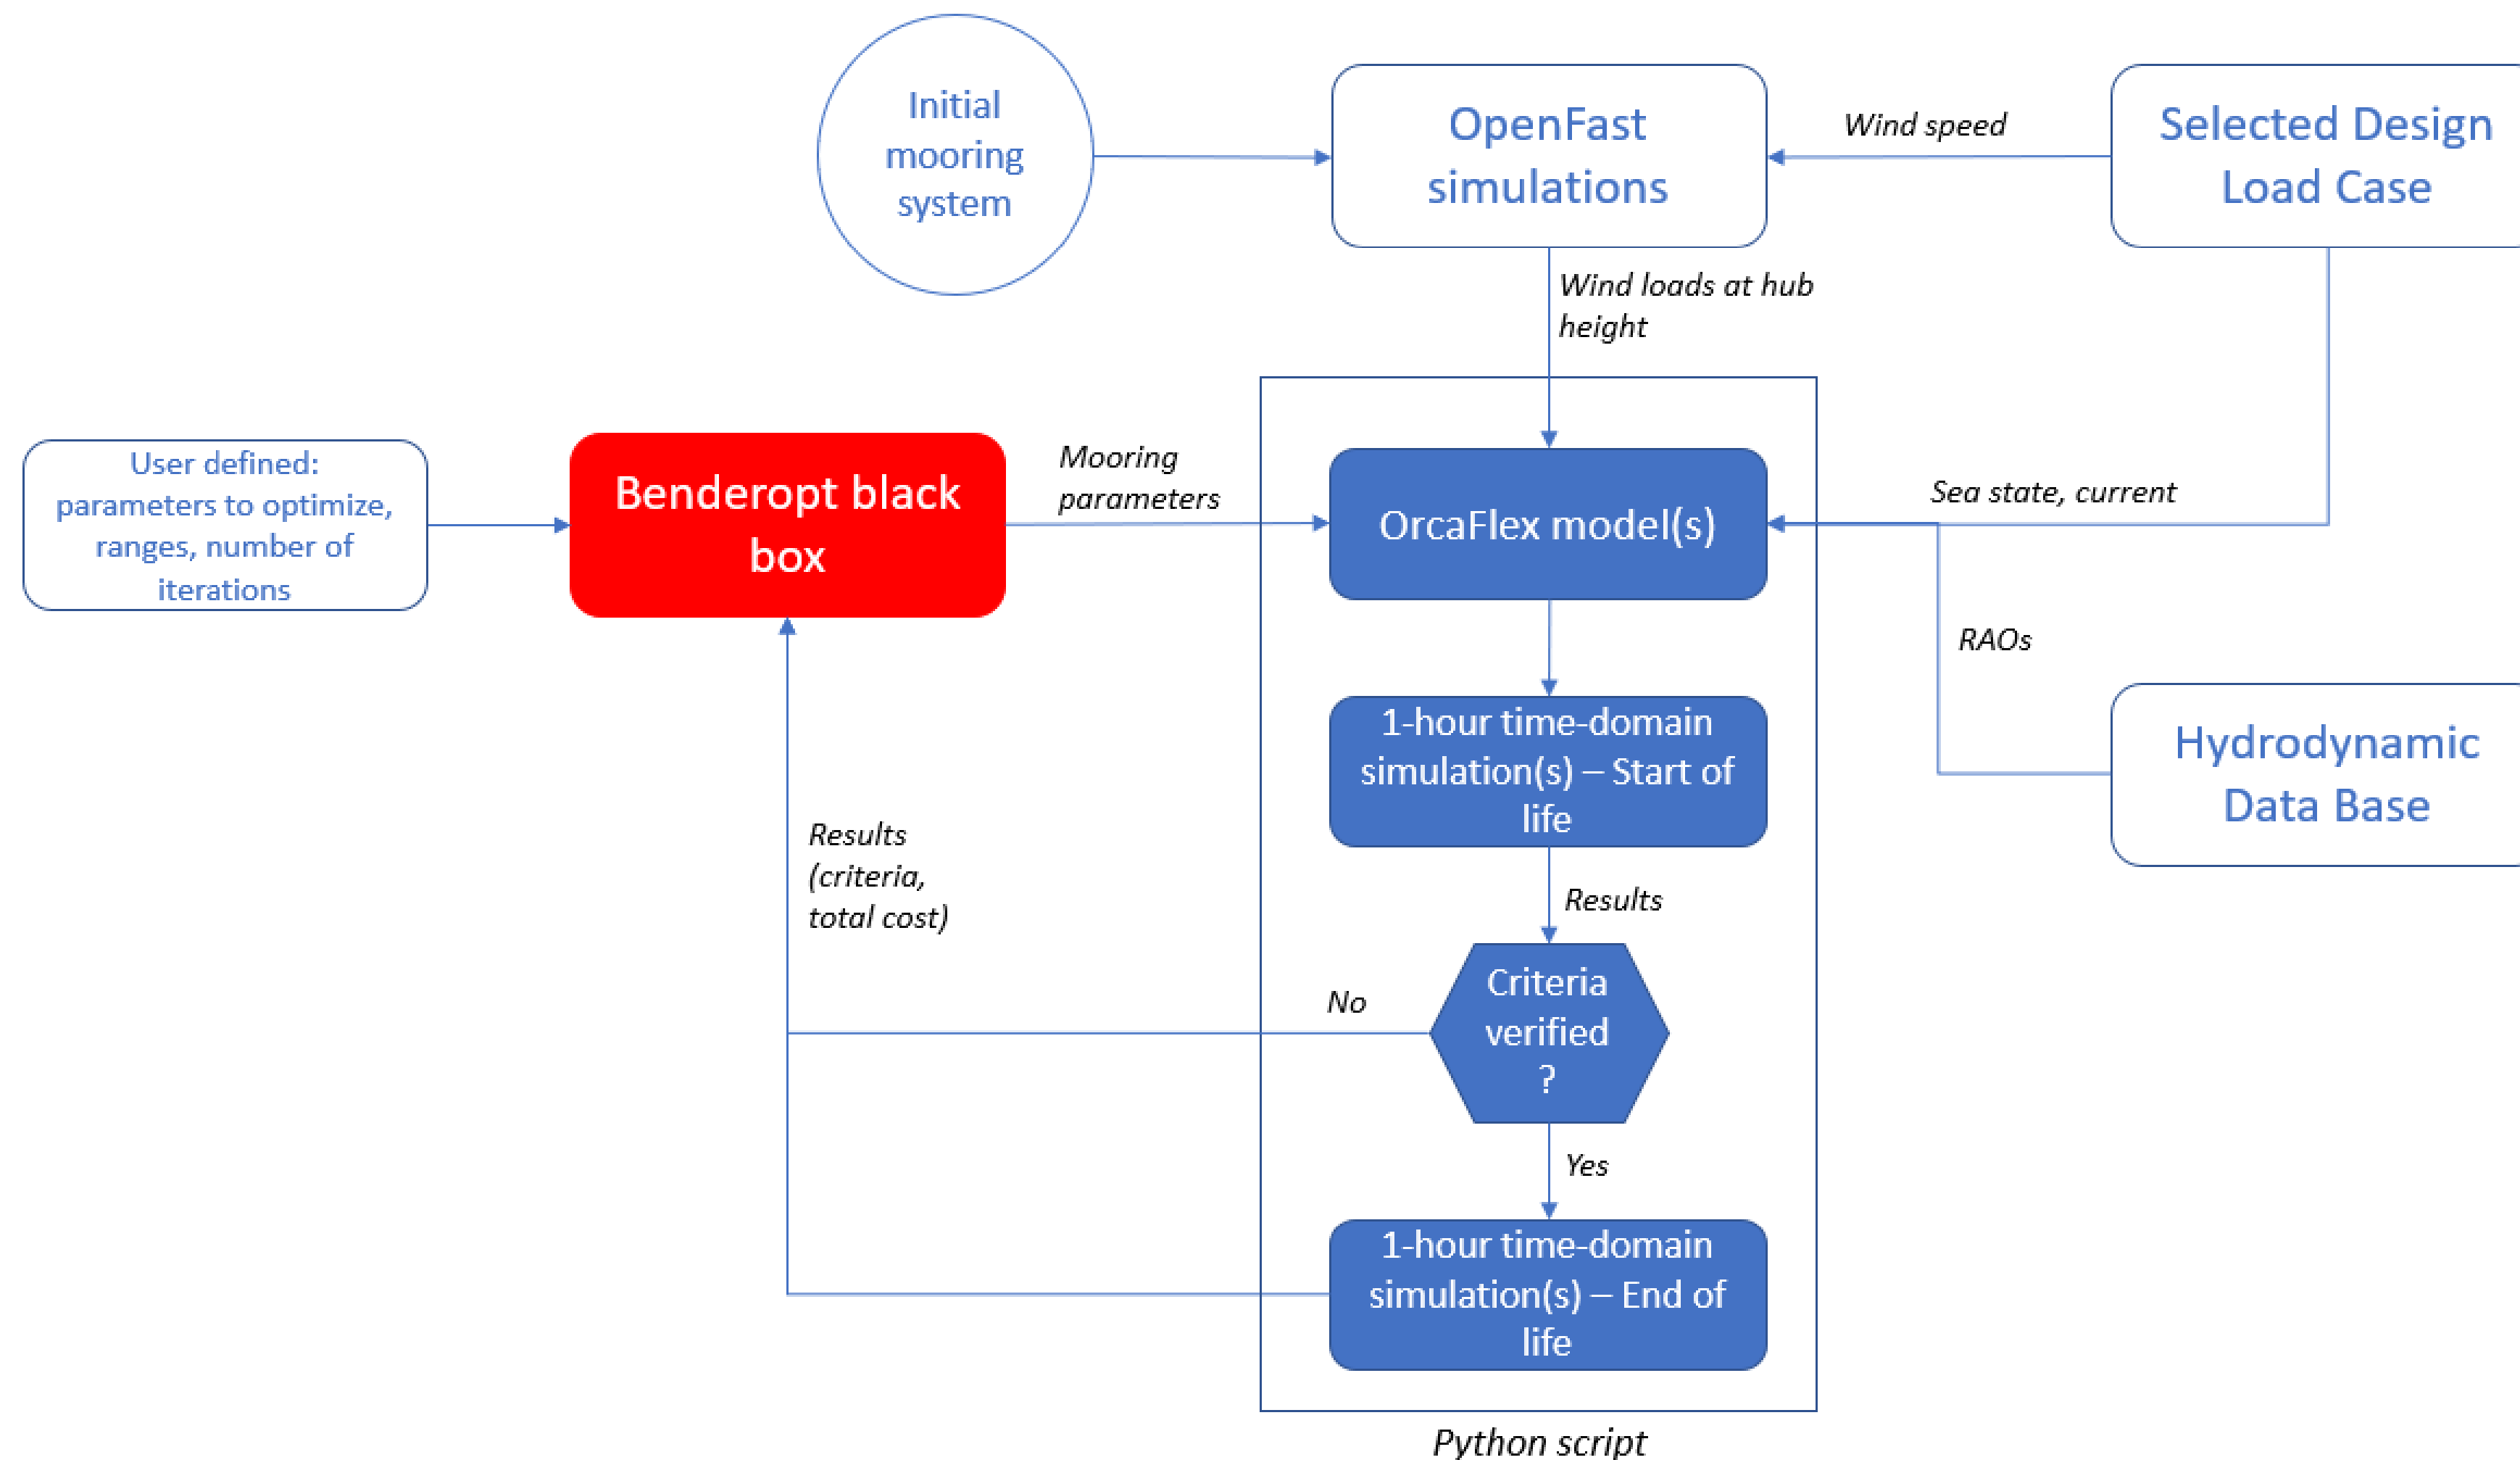 Initial
mooring
system
OpenFast
simulations
Wind speed
Selected Design
Load Case
Wind loads at hub
height
User defined:
parameters to optimize,
ranges, number of
iterations
Benderopt black
box
Mooring
parameters
OrcaFlex model(s)
Sea state, current
RAOs
Hydrodynamic
Data Base
1-hour time-domain
simulation(s) – Start of
life
Results
(criteria,
total cost)
Results
Criteria
verified
?
No
Yes
1-hour time-domain
simulation(s) – End of
life
Python script